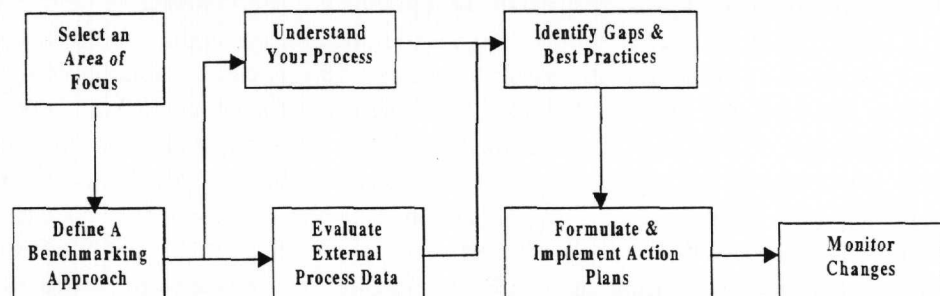 Select an
Area of
Focus
Understand
Your Process
Identify Gaps &
Best Practices
Define A
Benchmarking
Approach
Evaluate
External
Process Data
Formulate &
Implement Action
Plans
Monitor
Changes